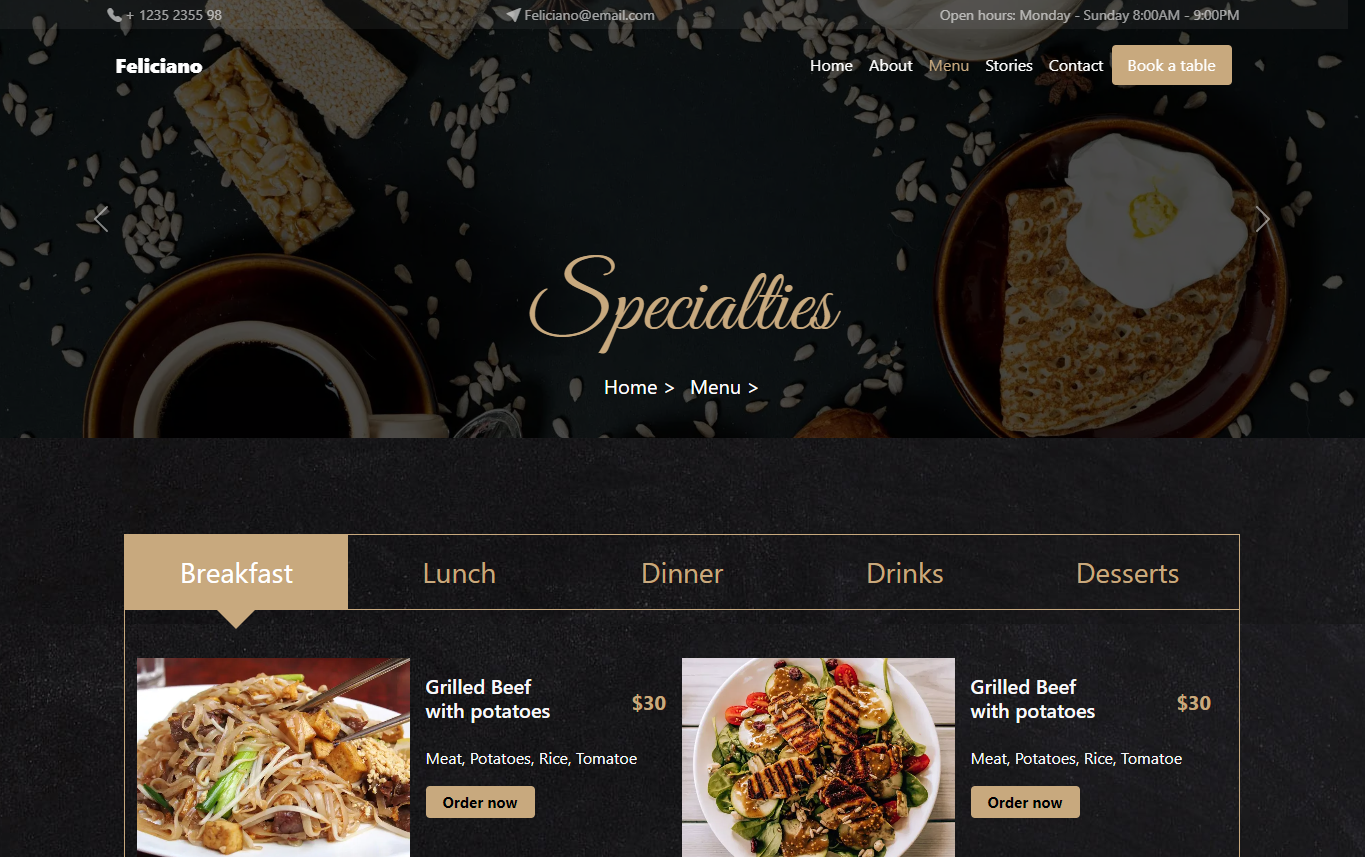 + 1235 2355 98
Feliciano@email.com
Open hours: Monday - Sunday 8:00AM - 9:00PM
Feliciano
Home
About
Menu
Stories
Contact
Book a table
Specialties
Home >
Menu >
Breakfast
Lunch
Dinner
Drinks
Desserts
Grilled Beef
with potatoes
$30
Meat, Potatoes, Rice, Tomatoe
Order now
Grilled Beef
with potatoes
$30
Meat, Potatoes, Rice, Tomatoe
Order now